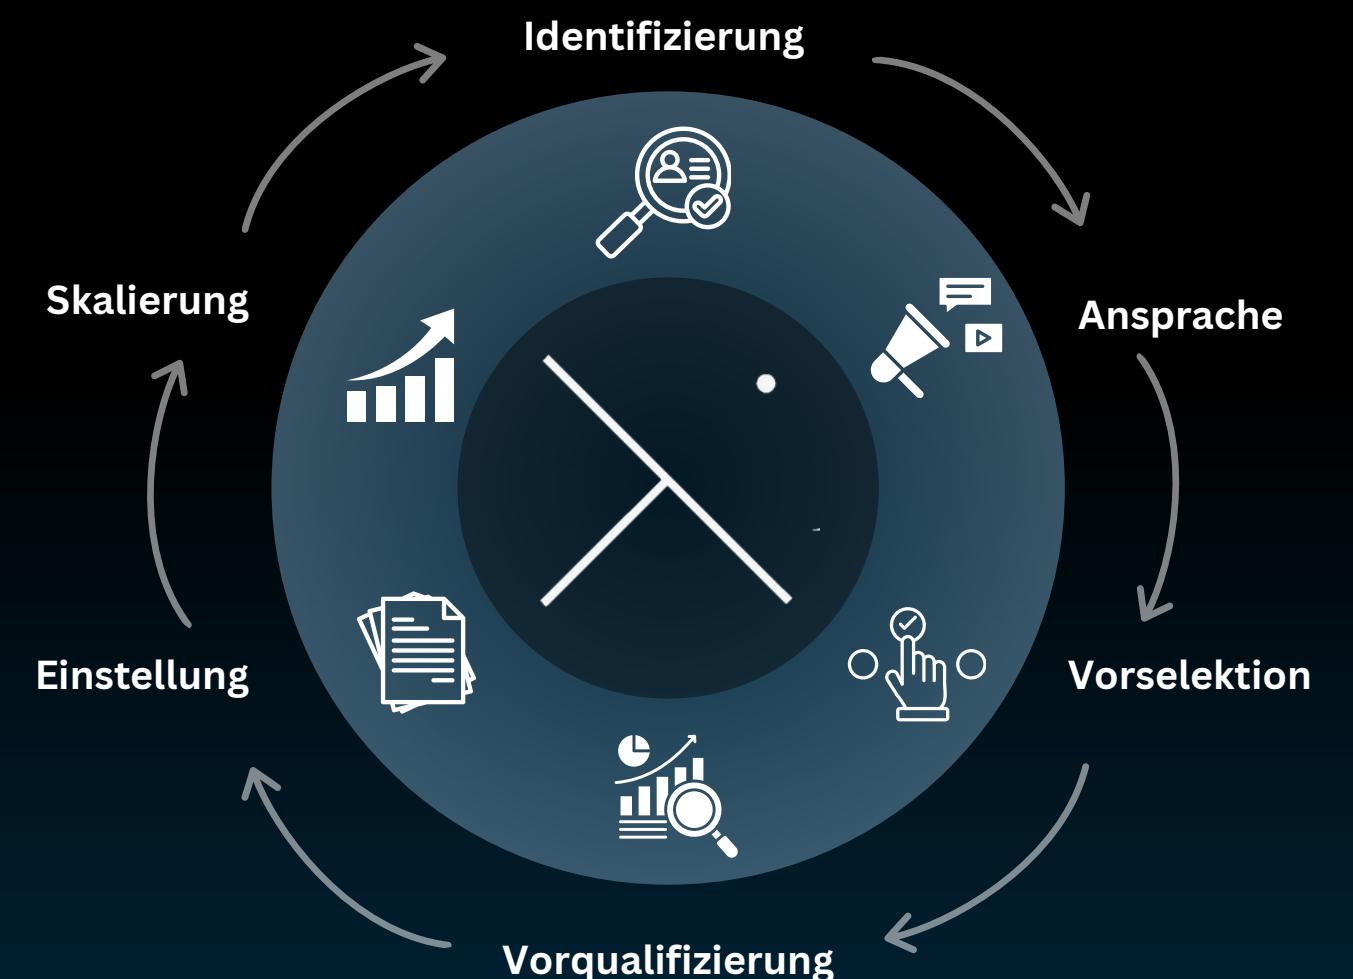 Identifizierung
Ansprache
Vorselektion
Vorqualifizierung
Einstellung
Skalierung